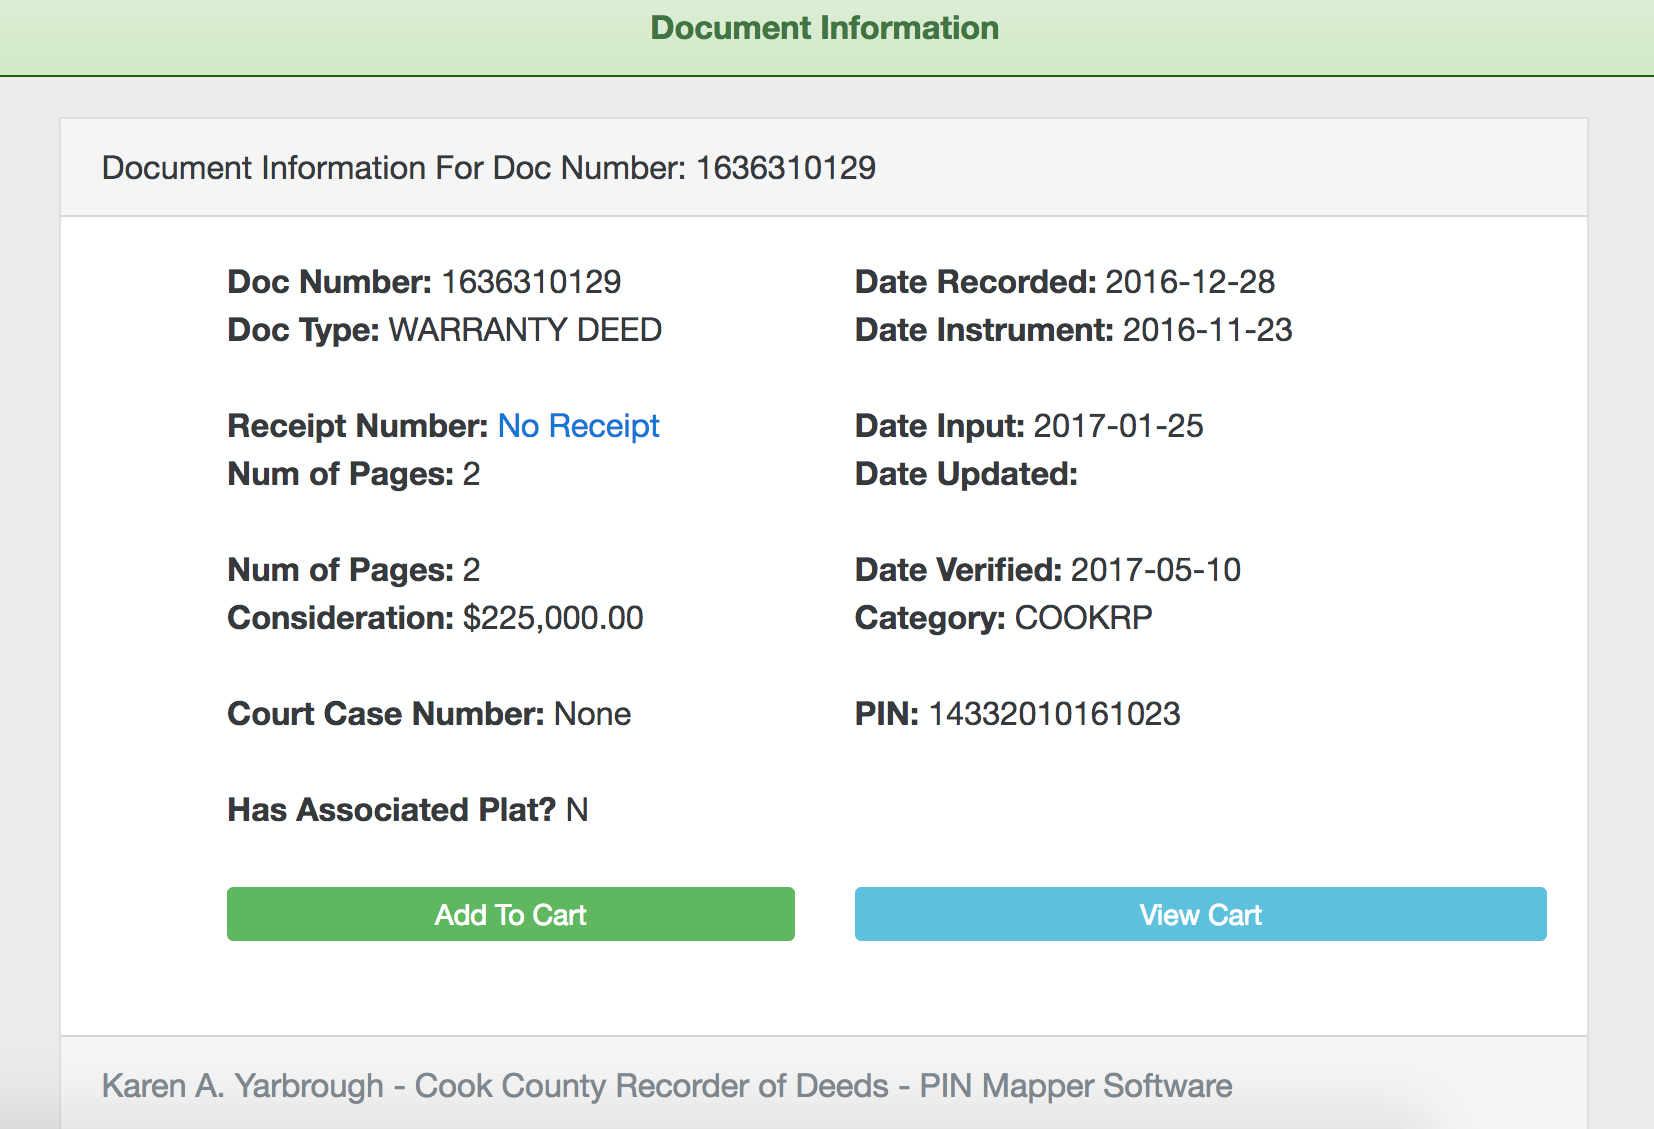 Document Information
Document Information For Doc Number: 1636310129
Doc Number: 1636310129
Doc Type: WARRANTY DEED
Receipt Number: No Receipt
Num of Pages: 2
Num of Pages: 2
Consideration: $225,000.00
Court Case Number: None
Has Associated Plat? N
Date Recorded: 2016-12-28
Date Instrument: 2016-11-23
Date Input: 2017-01-25
Date Updated:
Date Verified: 2017-05-10
Category: COOKRP
PIN: 14332010161023
Add To Cart
View Cart
Karen A. Yarbrough - Cook County Recorder of Deeds - PIN Mapper Software